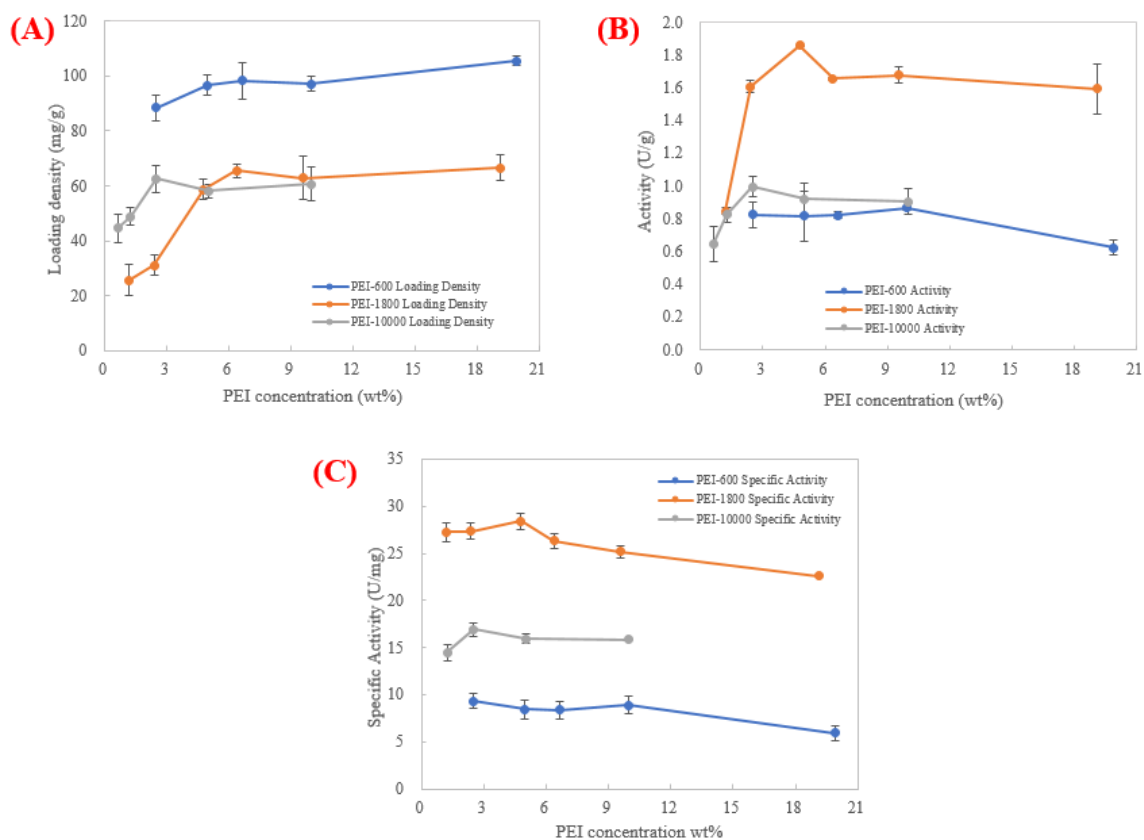 (A)
120
100
80
60
40
20
0
Loading density (mg/g)
PEI-600 Loading Density
PEI-1800 Loading Density
PEI-10000 Loading Density
0 3 6 9 12 15 18 21
PEI concentration (wt%)
(B)
2.0
1.8
1.6
1.4
1.2
1.0
0.8
0.6
0.4
0.2
0.0
Activity (U/g)
PEI-600 Activity
PEI-1800 Activity
PEI-10000 Activity
0 3 6 9 12 15 18 21
PEI concentration (wt%)
(C)
35
30
25
20
15
10
5
0
Specific Activity (U/mg)
PEI-600 Specific Activity
PEI-1800 Specific Activity
PEI-10000 Specific Activity
0 3 6 9 12 15 18 21
PEI concentration wt%